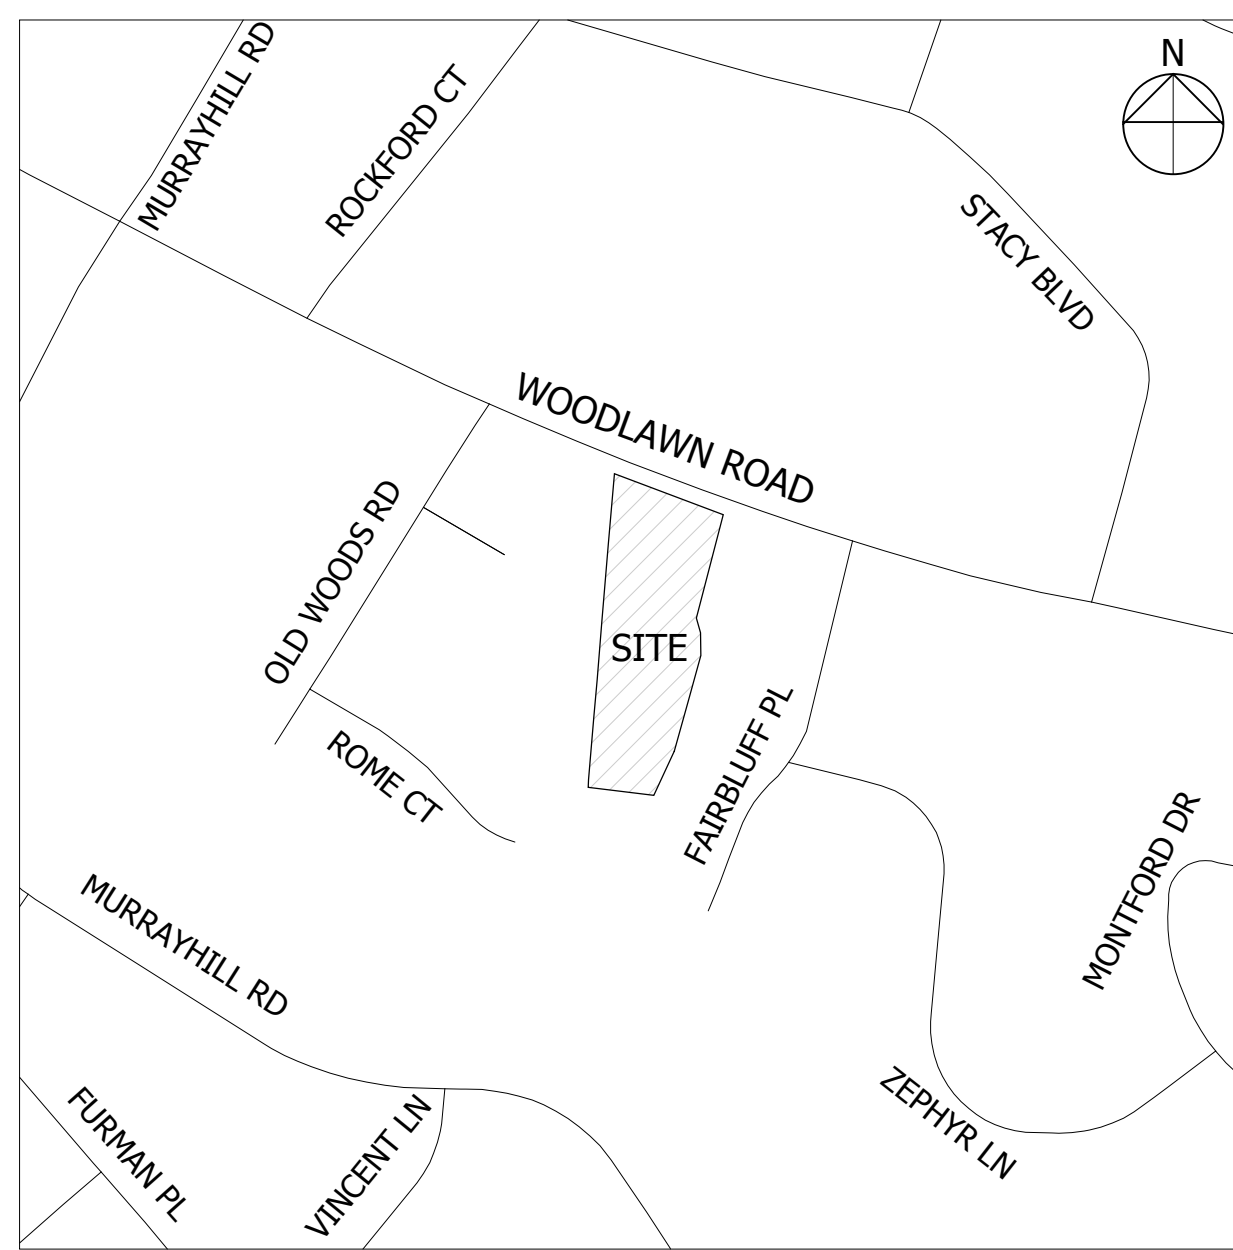 MURRAYHILL RD
N
ROCKFORD CT
STACY BLVD
WOODLAWN ROAD
OLD WOODS RD
SITE
FAIRBLUFF PL
ROME CT
MONTFORD DR
MURRAYHILL RD
ZEPHYR LN
FURMAN PL
VINCENT LN